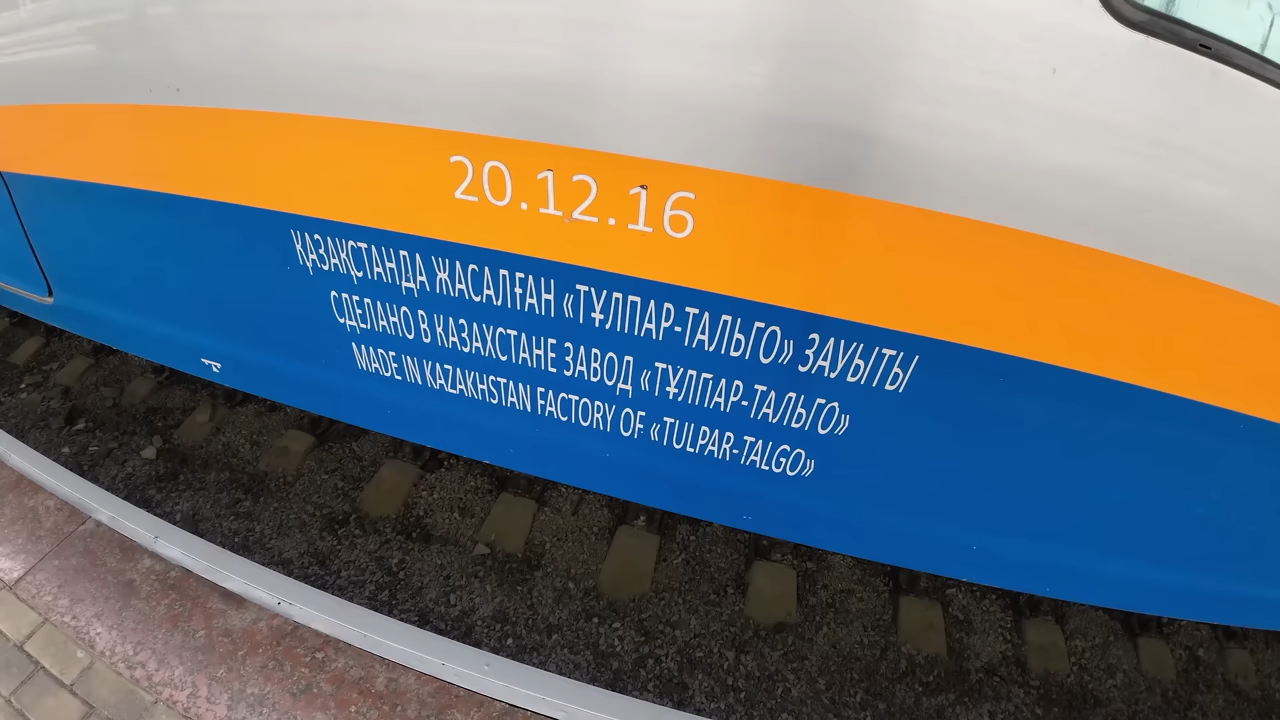 20.12.16
ҚАЗАҚСТАНДА ЖАСАЛҒАН «ТҰЛПАР-ТАЛЬГО» ЗАУЫТЫ
СДЕЛАНО В КАЗАХСТАНЕ ЗАВОД «ТҰЛПАР-ТАЛЬГО»
MADE IN KAZAKHSTAN FACTORY OF «TULPAR-TALGO»